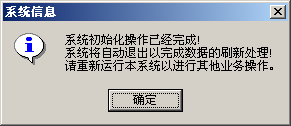 系统信息
系统初始化操作已经完成!
系统将自动退出以完成数据的刷新处理!
请重新运行本系统以进行其他业务操作。
确定